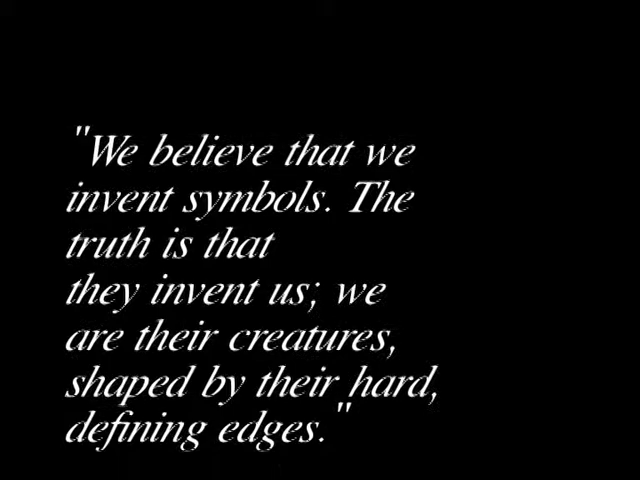 "We believe that we
invent symbols. The
truth is that
they invent us; we
are their creatures,
shaped by their hard,
defining edges."